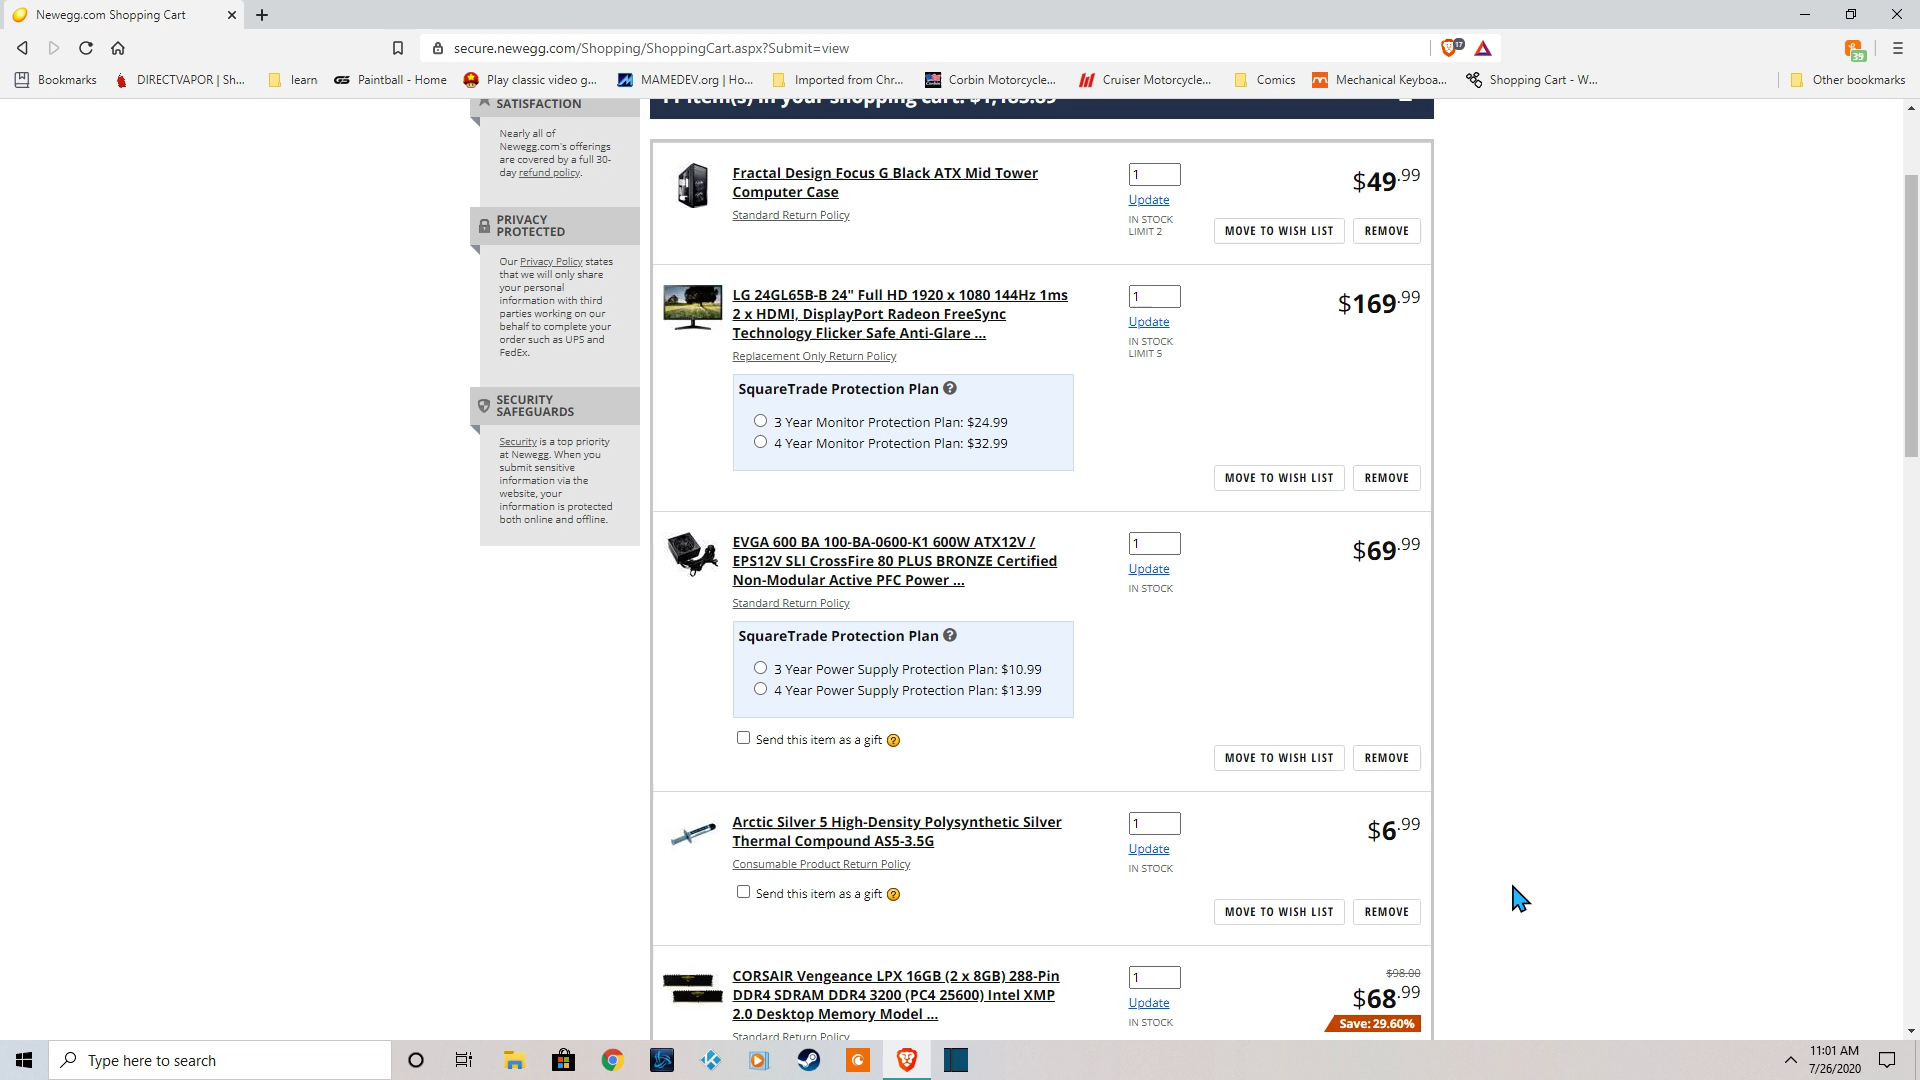 Newegg.com Shopping Cart
secure.newegg.com/Shopping/ShoppingCart.aspx?Submit=view
17
39
Bookmarks
DIRECTVAPOR | Sh...
learn
GS Paintball - Home
Play classic video g...
MAMEDEV.org | Ho...
Imported from Chr...
Corbin Motorcycle...
Cruiser Motorcycle...
Comics
Mechanical Keyboa...
Shopping Cart - W...
Other bookmarks
SATISFACTION
Nearly all of
Newegg.com's offerings
are covered by a full 30-
day refund policy.
PRIVACY
PROTECTED
Our Privacy Policy states
that we will only share
your personal
information with third
parties working on our
behalf to complete your
order such as UPS and
FedEx.
SECURITY
SAFEGUARDS
Security is a top priority
at Newegg. When you
submit sensitive
information via the
website, your
information is protected
both online and offline.
item(s) in your shopping cart:
Fractal Design Focus G Black ATX Mid Tower
Computer Case
Standard Return Policy
1
Update
IN STOCK
LIMIT 2
$49.99
MOVE TO WISH LIST
REMOVE
LG 24GL65B-B 24" Full HD 1920 x 1080 144Hz 1ms
2 x HDMI, DisplayPort Radeon FreeSync
Technology Flicker Safe Anti-Glare ...
Replacement Only Return Policy
1
Update
IN STOCK
LIMIT 5
$169.99
SquareTrade Protection Plan ?
3 Year Monitor Protection Plan: $24.99
4 Year Monitor Protection Plan: $32.99
MOVE TO WISH LIST
REMOVE
EVGA 600 BA 100-BA-0600-K1 600W ATX12V /
EPS12V SLI CrossFire 80 PLUS BRONZE Certified
Non-Modular Active PFC Power ...
Standard Return Policy
1
Update
IN STOCK
$69.99
SquareTrade Protection Plan ?
3 Year Power Supply Protection Plan: $10.99
4 Year Power Supply Protection Plan: $13.99
Send this item as a gift ?
MOVE TO WISH LIST
REMOVE
Arctic Silver 5 High-Density Polysynthetic Silver
Thermal Compound AS5-3.5G
Consumable Product Return Policy
1
Update
IN STOCK
$6.99
Send this item as a gift ?
MOVE TO WISH LIST
REMOVE
CORSAIR Vengeance LPX 16GB (2 x 8GB) 288-Pin
DDR4 SDRAM DDR4 3200 (PC4 25600) Intel XMP
2.0 Desktop Memory Model ...
Standard Return Policy
1
Update
IN STOCK
$98.00
$68.99
Save: 29.60%
Type here to search
11:01 AM
7/26/2020